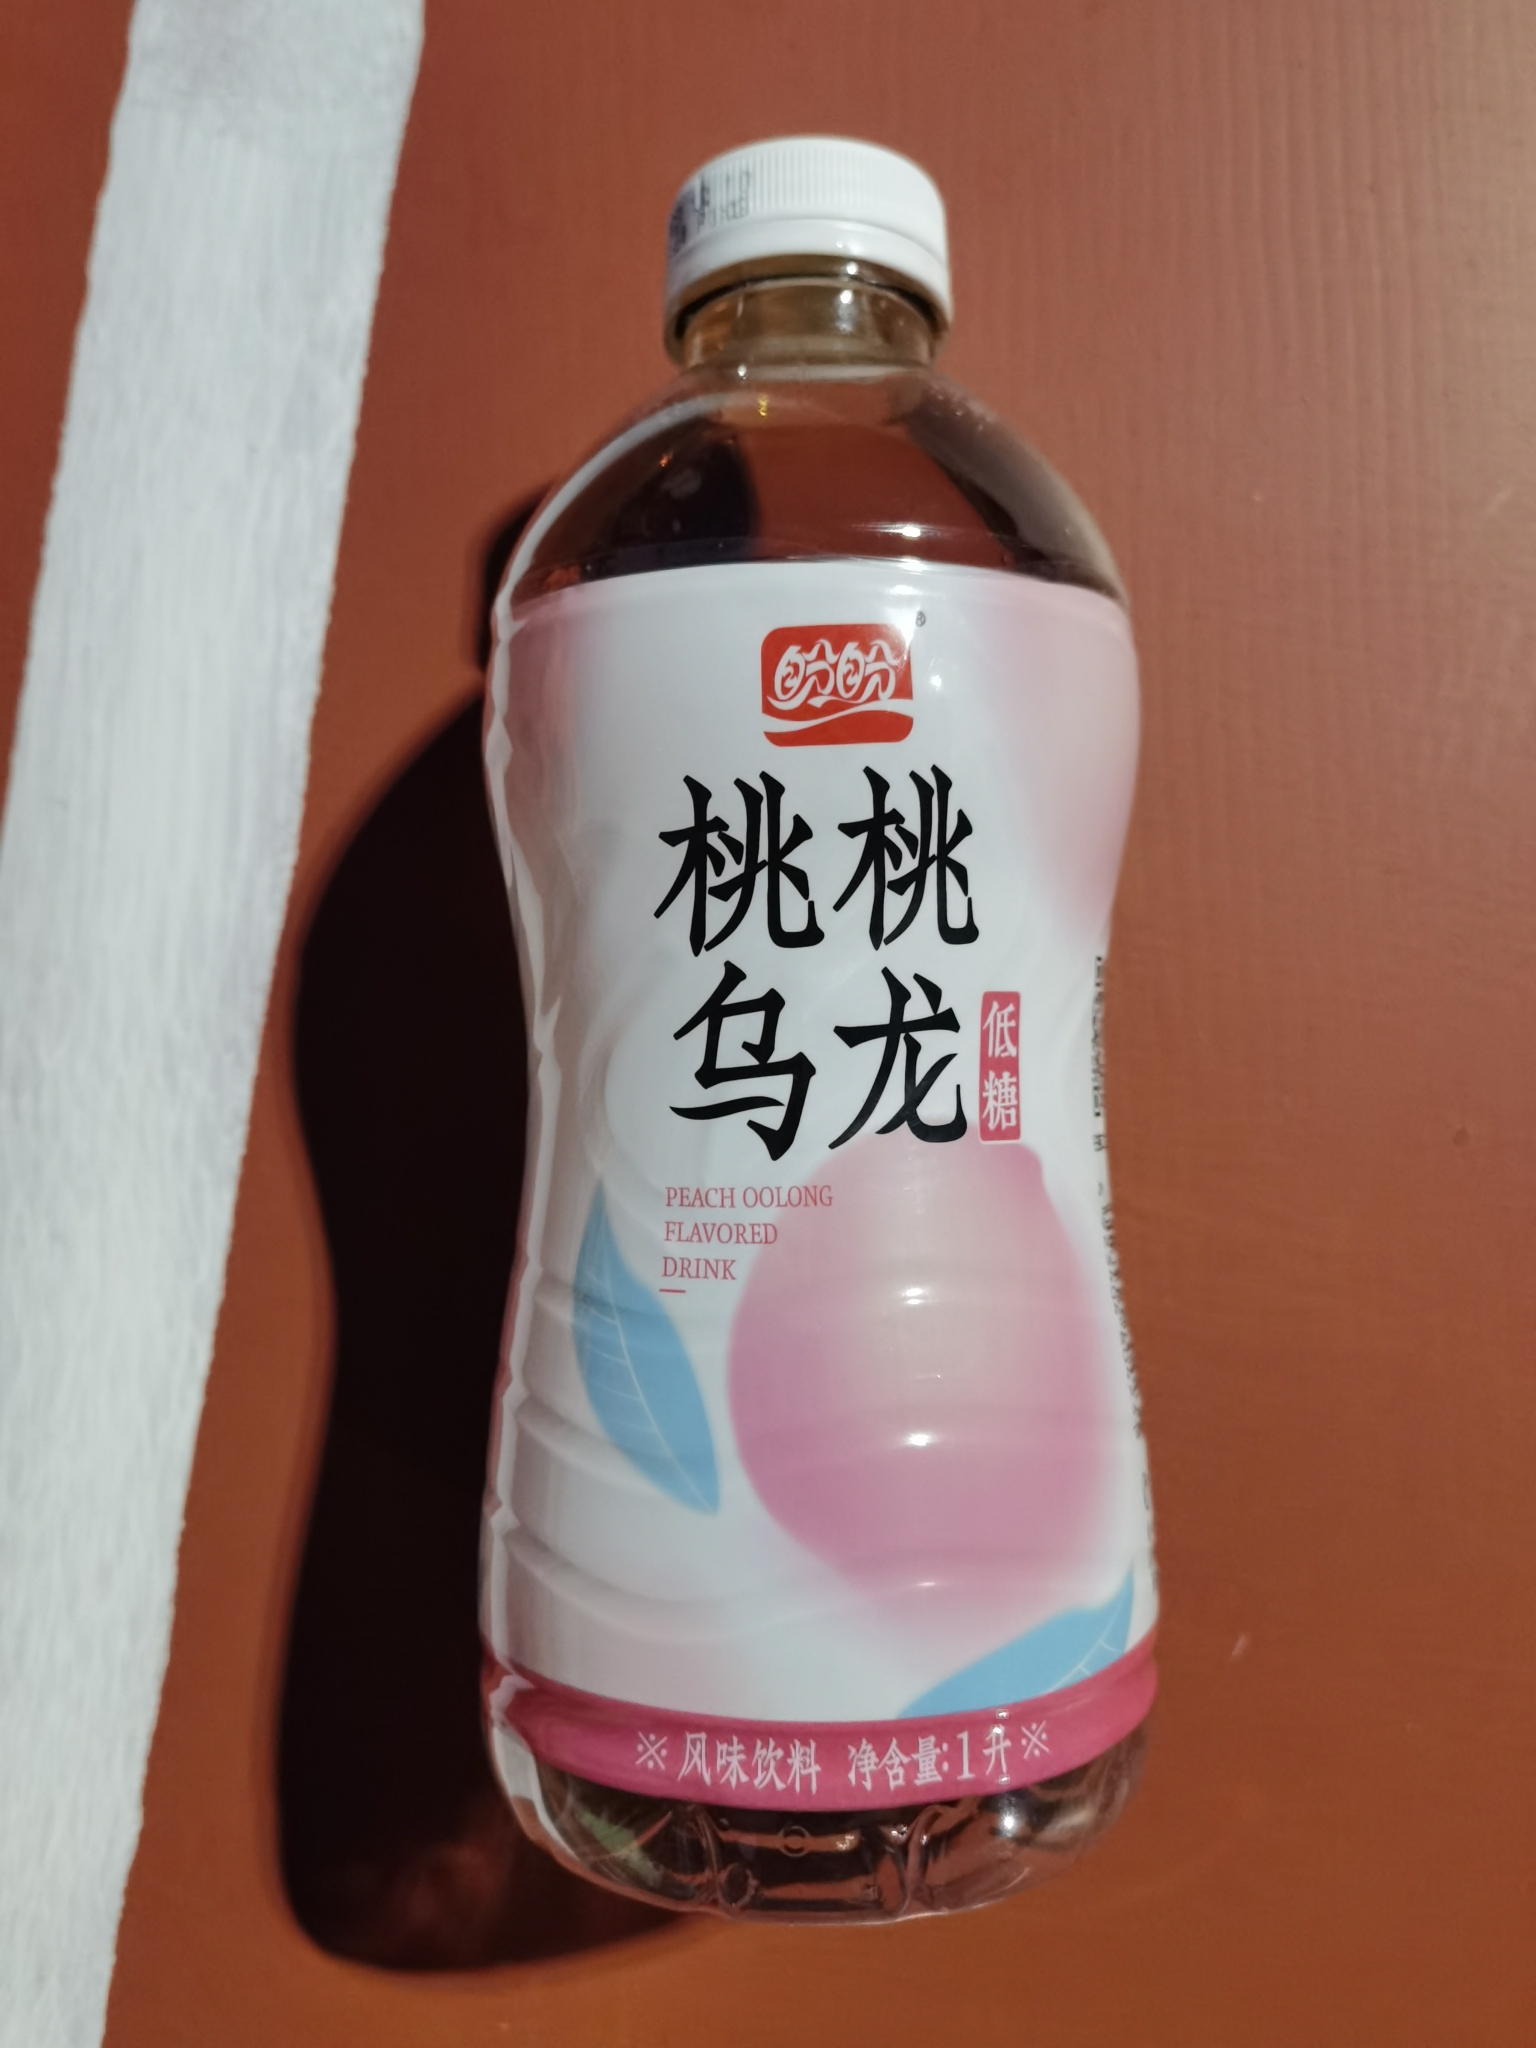 盼盼®
桃桃
乌龙
低糖
PEACH OOLONG
FLAVORED
DRINK
※风味饮料 净含量:1升※